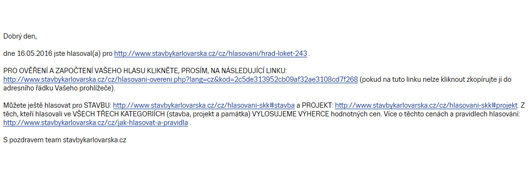 Dobrý den,
dne 16.05.2016 jste hlasoval(a) pro http://www.stavbykarlovarska.cz/cz/hlasovani/hrad-loket-243 .
PRO OVĚŘENÍ A ZAPOČTENÍ VAŠEHO HLASU KLIKNĚTE, PROSÍM, NA NÁSLEDUJÍCÍ LINKU:
http://www.stavbykarlovarska.cz/cz/hlasovani-overeni.php?lang=cz&kod=2c5de313952cb09af32ae3108cd7f268 (pokud na tuto linku nelze kliknout zkopírujte jí do
adresního řádku Vašeho prohlížeče).
Můžete ještě hlasovat pro STAVBU: http://www.stavbykarlovarska.cz/cz/hlasovani-skk#stavba a PROJEKT: http://www.stavbykarlovarska.cz/cz/hlasovani-skk#projekt. Z
těch, kteří hlasovali ve VŠECH TŘECH KATEGORIÍCH (stavba, projekt a památka) VYLOSUJEME VÝHERCE hodnotných cen. Více o těchto cenách a pravidlech hlasování:
http://www.stavbykarlovarska.cz/cz/jak-hlasovat-a-pravidla .
S pozdravem team stavbykarlovarska.cz